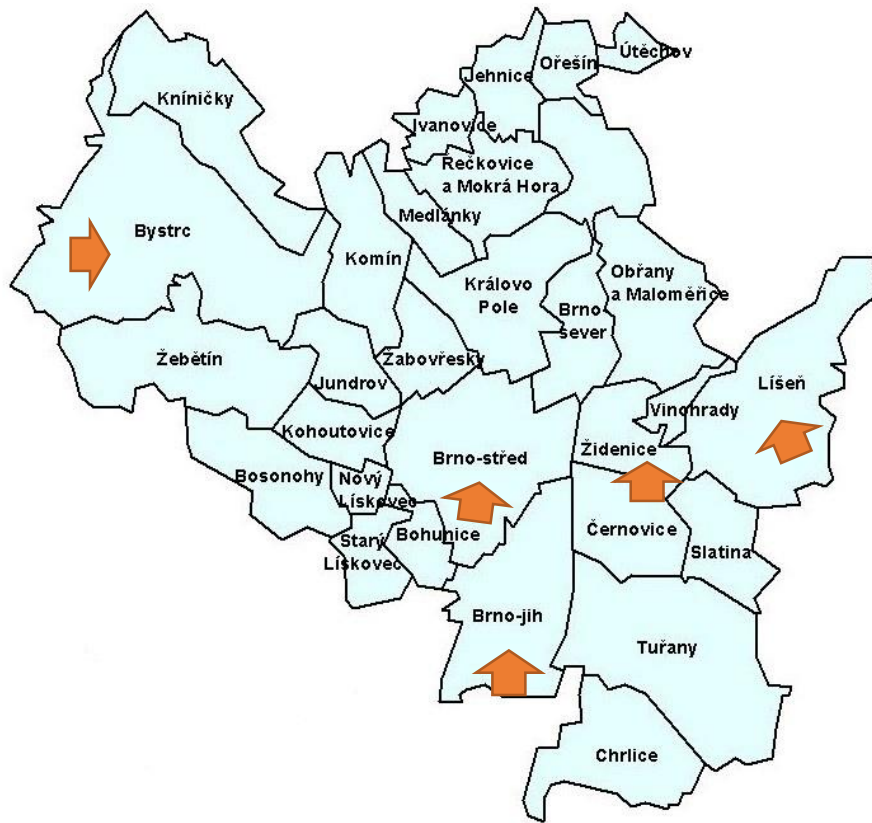 Útěchov
Ořešín
Jehnice
Kníničky
Ivanovice
Řečkovice
a Mokrá Hora
Medlánky
Bystrc
Komín
Obřany
a Maloměřice
Královo
Pole
Brno-
sever
Žebětín
Žabovřesky
Jundrov
Líšeň
Vinohrady
Kohoutovice
Židenice
Brno-střed
Bosonohy
Nový
Lískovec
Černovice
Bohunice
Starý
Lískovec
Slatina
Brno-jih
Tuřany
Chrlice